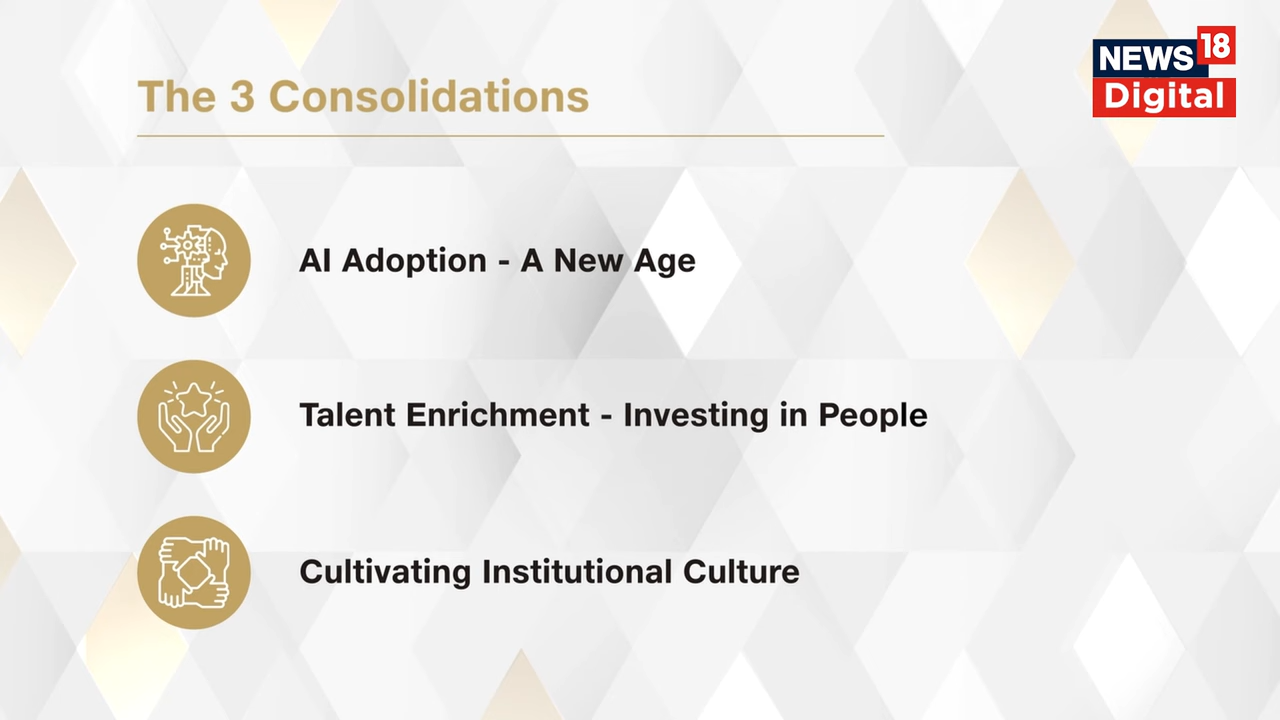 The 3 Consolidations
NEWS 18
Digital
AI Adoption - A New Age
Talent Enrichment - Investing in People
Cultivating Institutional Culture